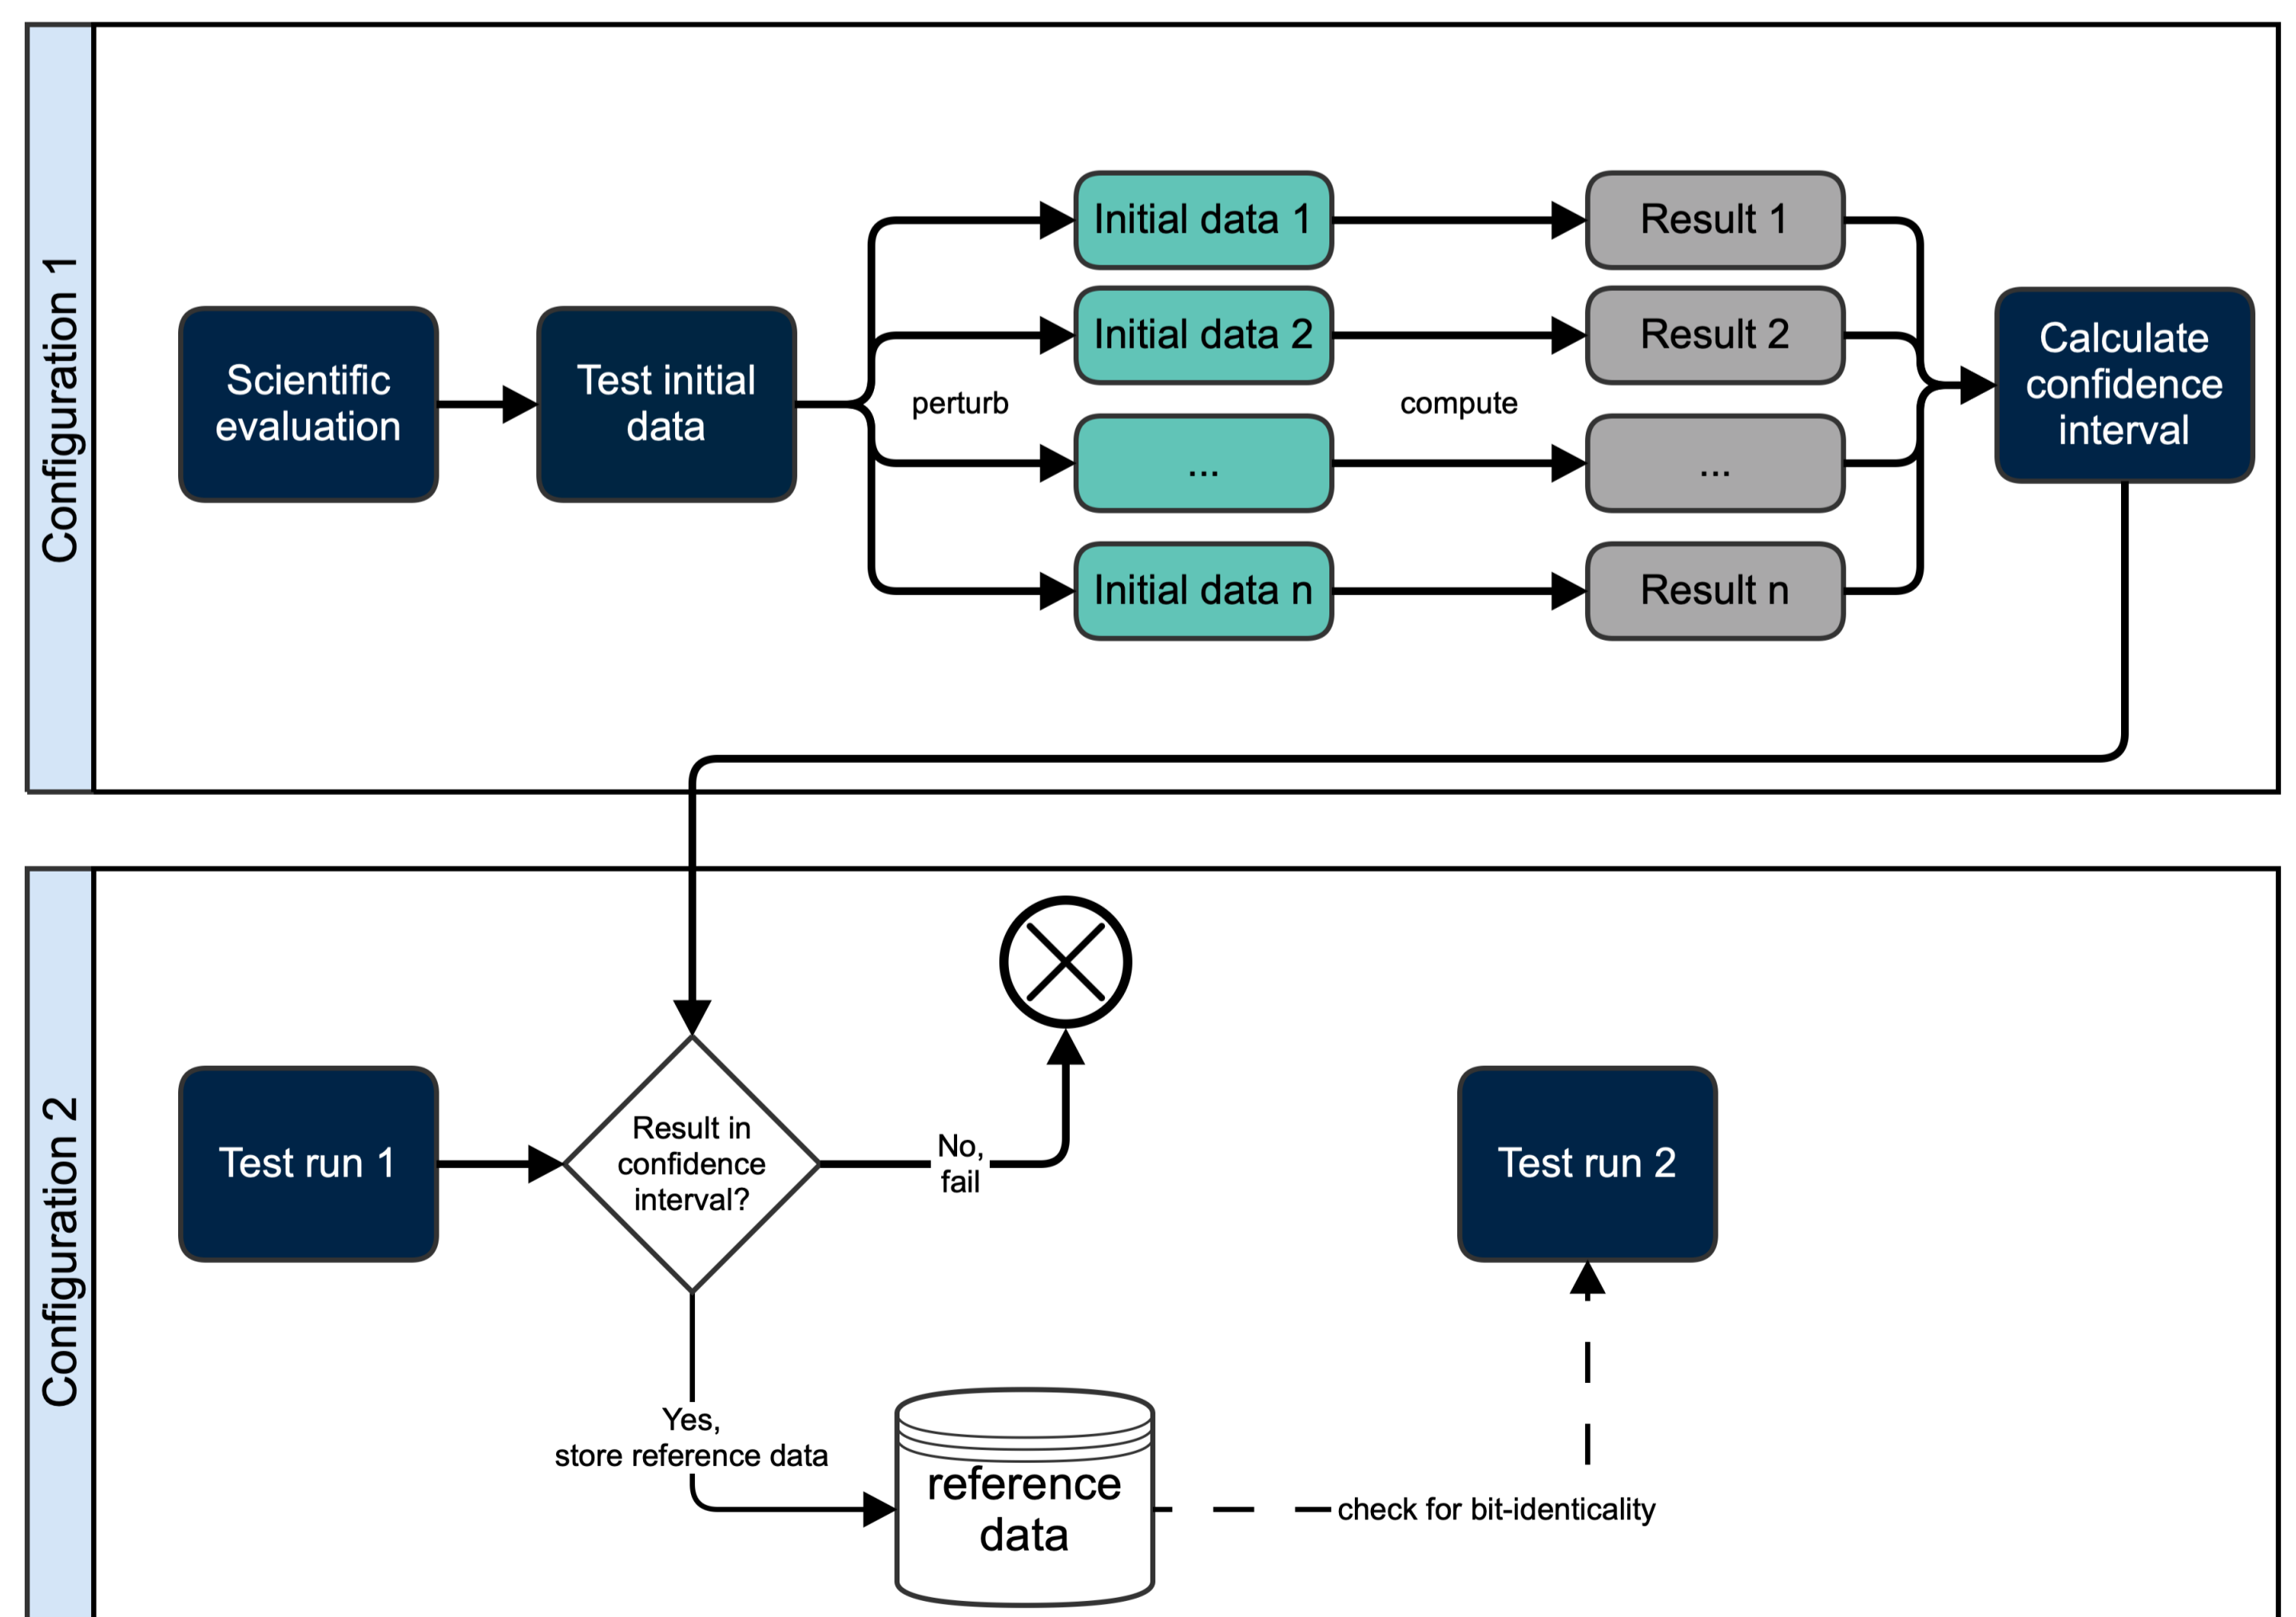 Configuration 1
Scientific
evaluation
Test initial
data
perturb
Initial data 1
Initial data 2
...
Initial data n
compute
Result 1
Result 2
...
Result n
Calculate
confidence
interval
Configuration 2
Test run 1
Result in
confidence
interval?
No,
fail
Yes,
store reference data
reference
data
check for bit-identicality
Test run 2